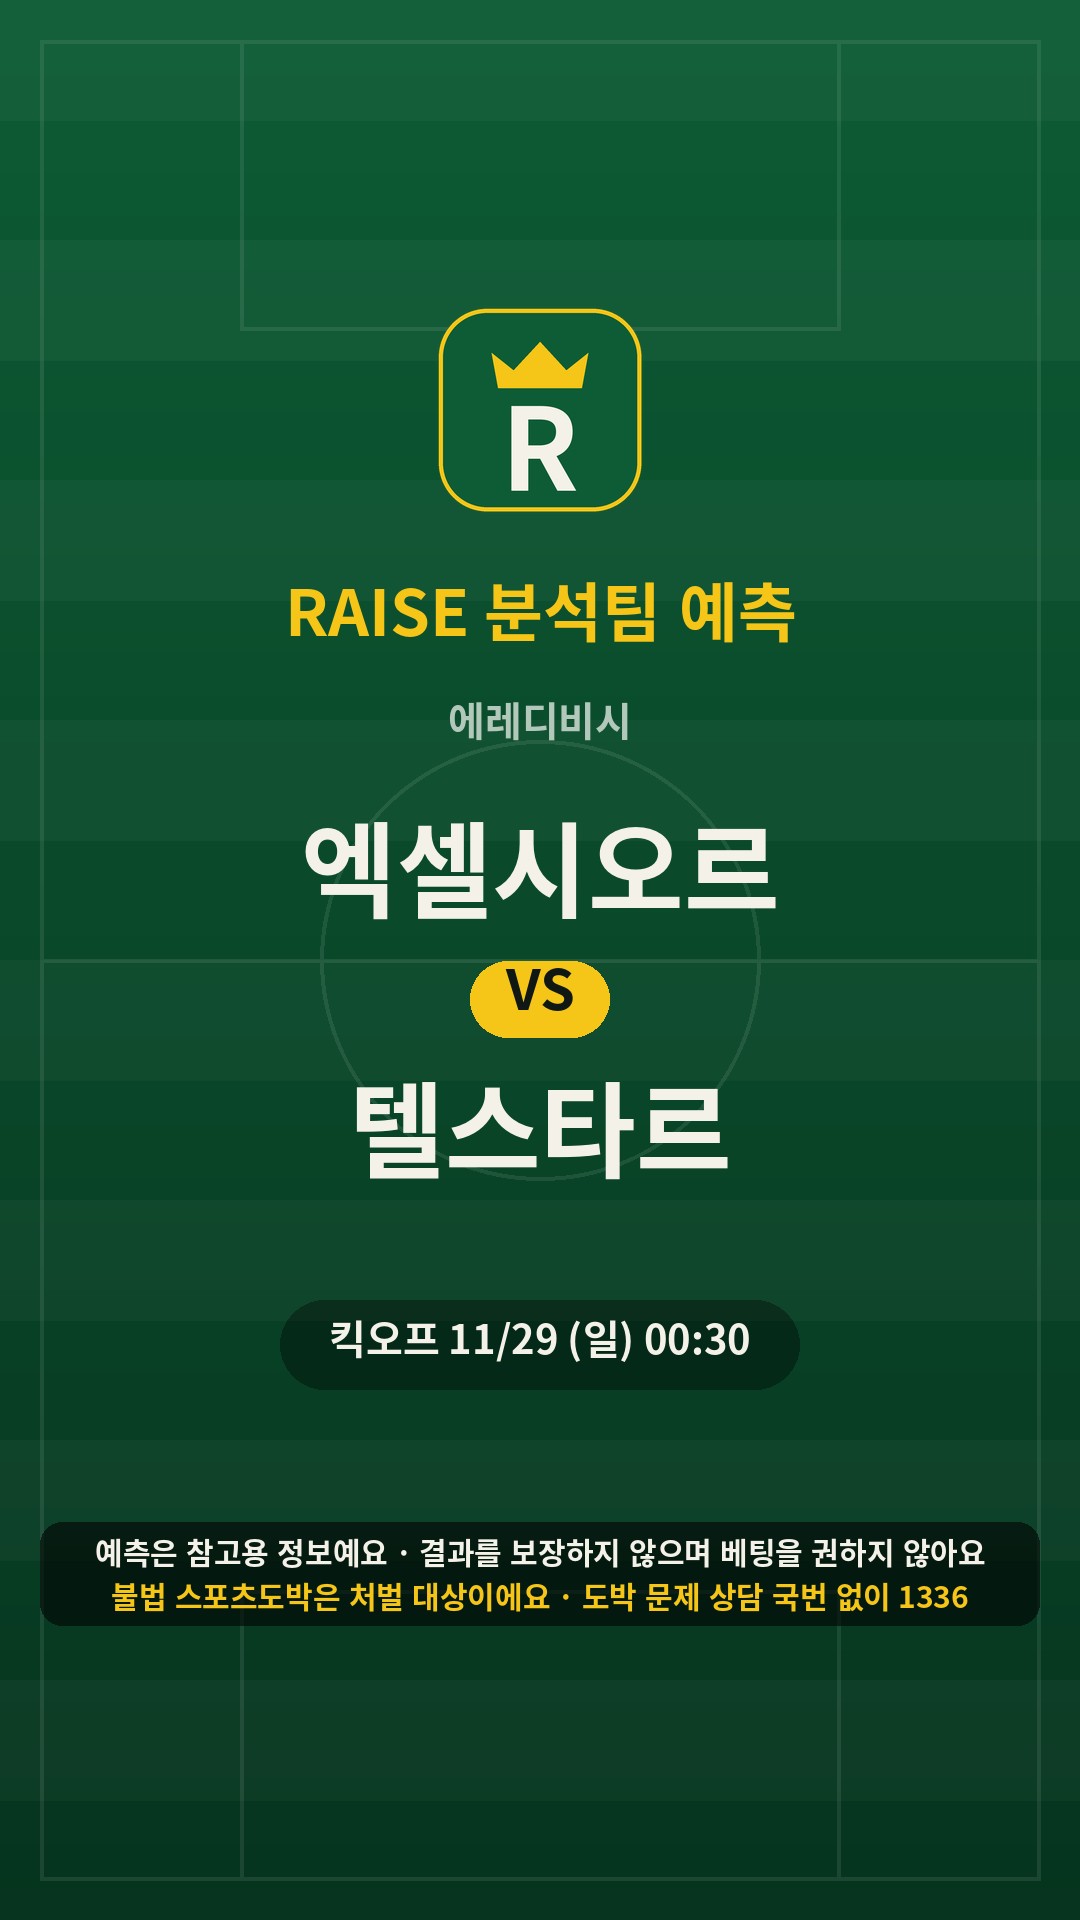 R
RAISE 분석팀 예측
에레디비시
엑셀시오르
VS
텔스타르
킥오프 11/29 (일) 00:30
예측은 참고용 정보예요 · 결과를 보장하지 않으며 베팅을 권하지 않아요
불법 스포츠도박은 처벌 대상이에요 · 도박 문제 상담 국번 없이 1336